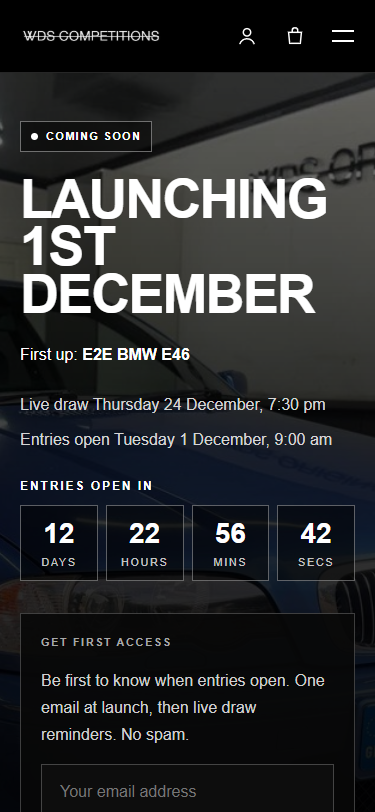 WDS COMPETITIONS
COMING SOON
LAUNCHING
1ST
DECEMBER
First up: E2E BMW E46
Live draw Thursday 24 December, 7:30 pm
Entries open Tuesday 1 December, 9:00 am
ENTRIES OPEN IN
12 22 56 42
DAYS HOURS MINS SECS
GET FIRST ACCESS
Be first to know when entries open. One
email at launch, then live draw
reminders. No spam.
Your email address